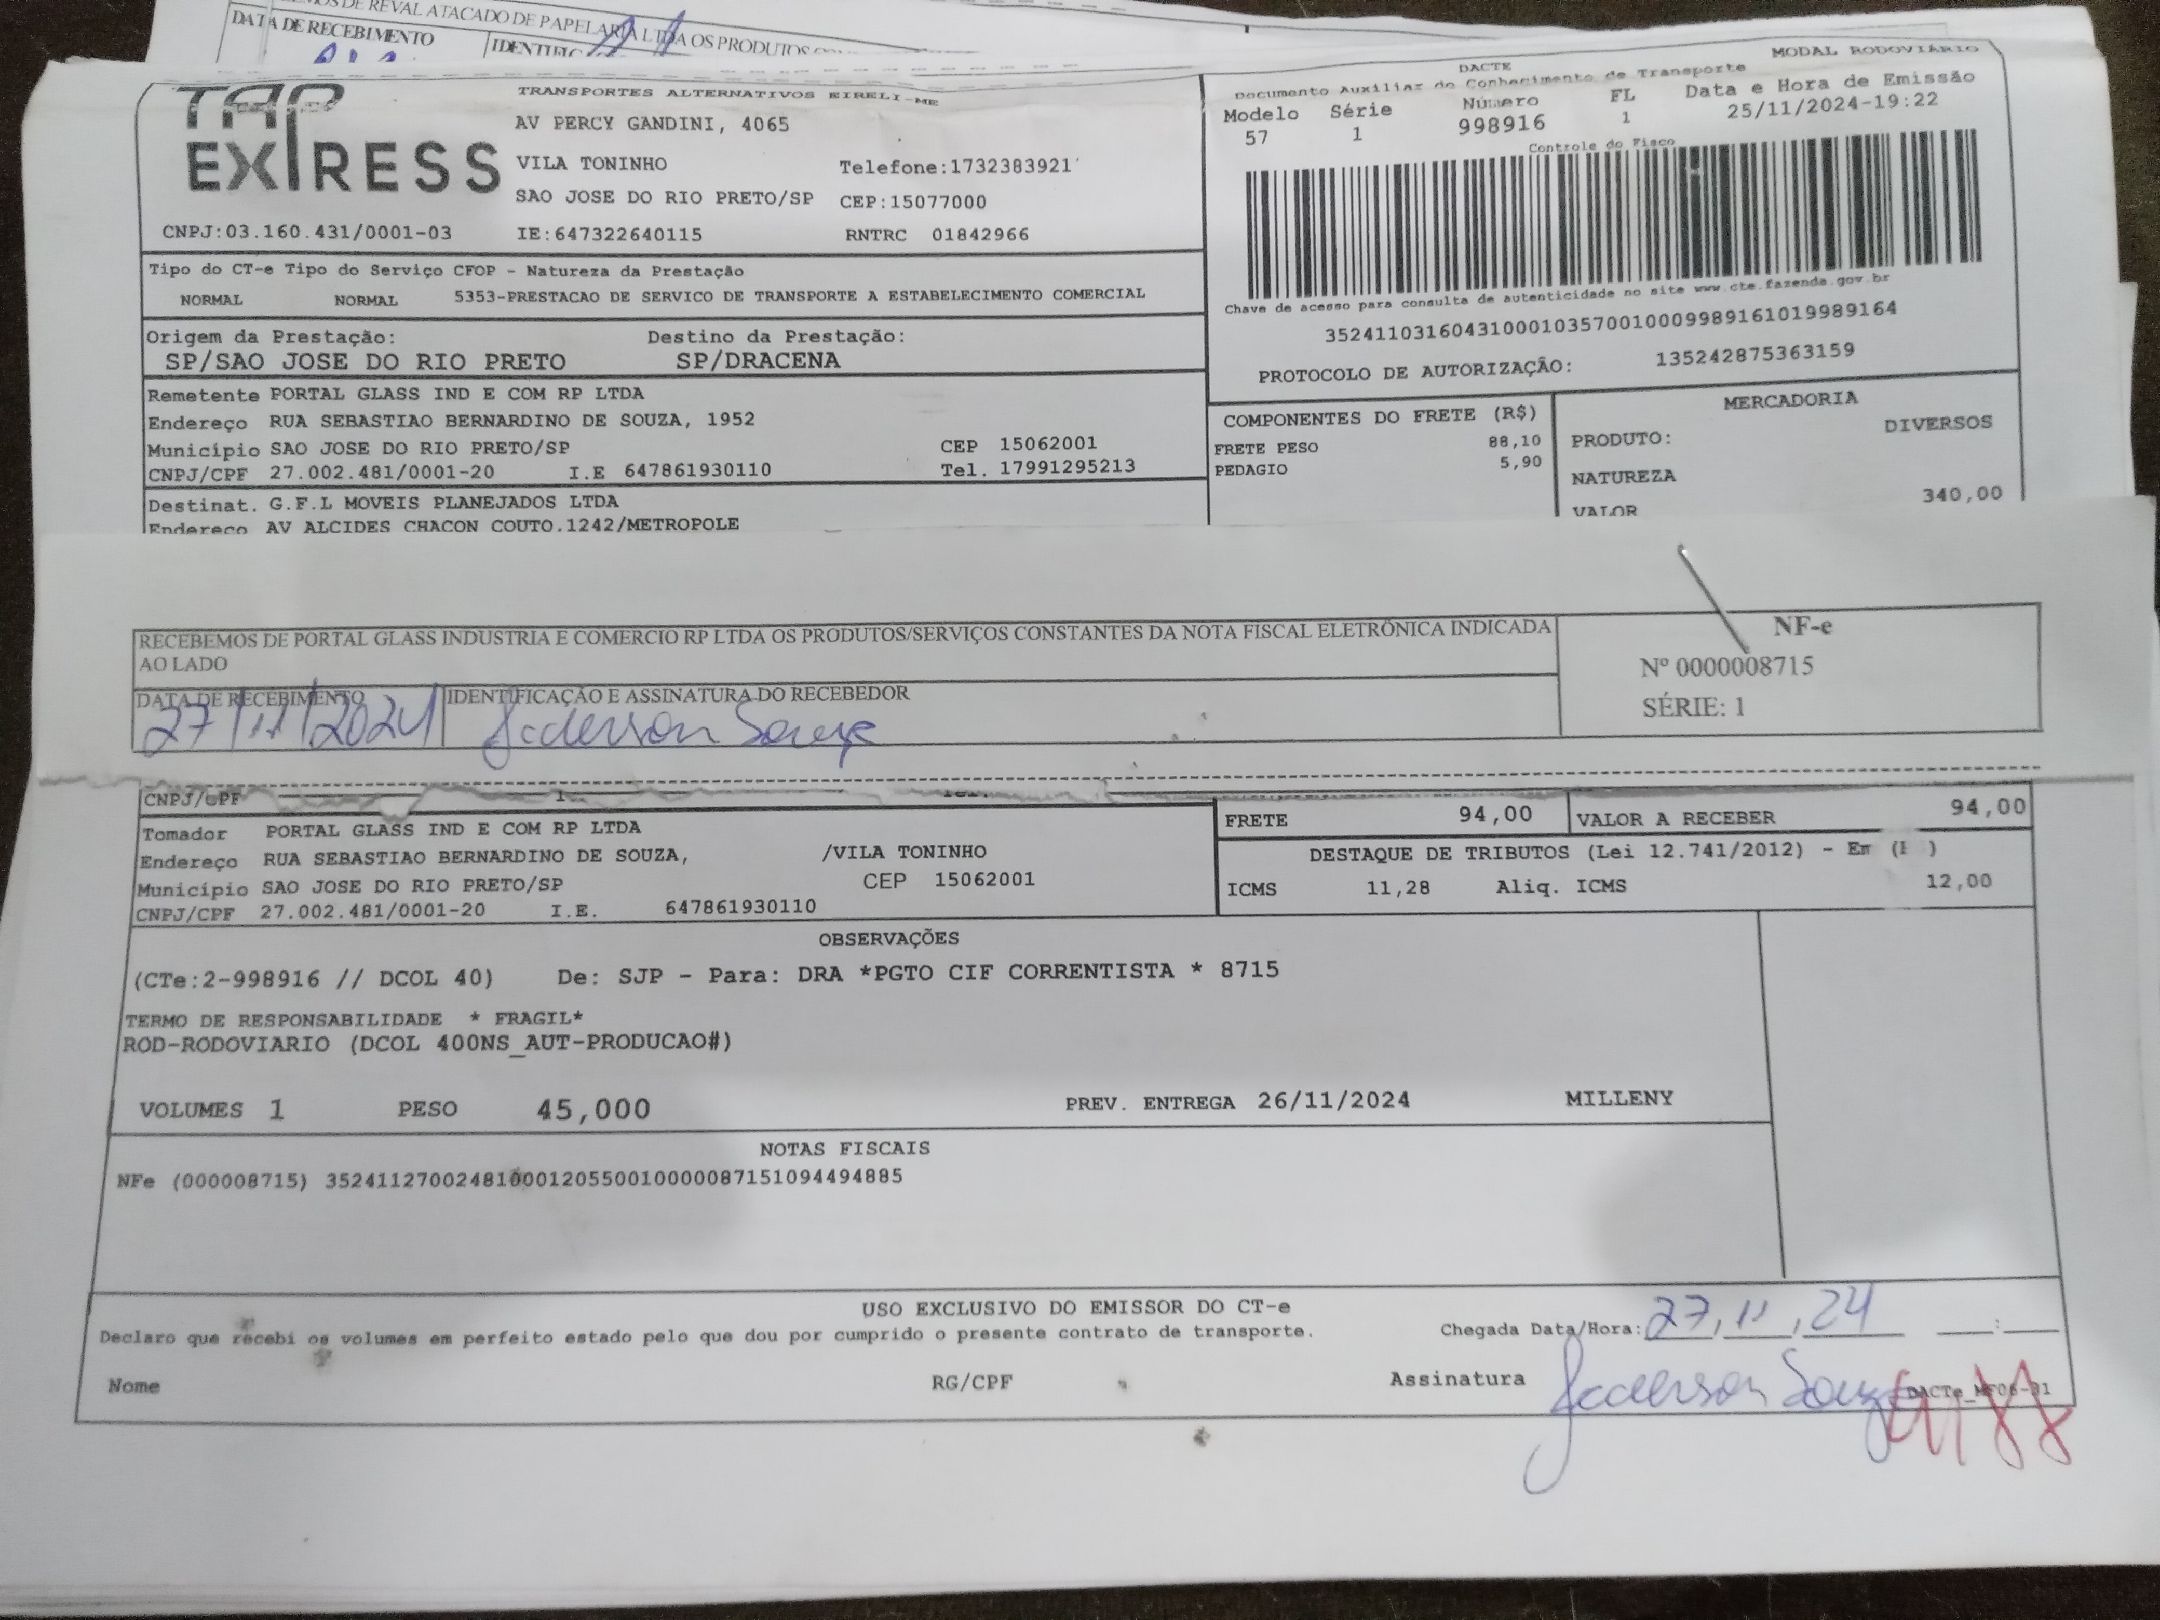 DE REVAL ATACADO DE PAPELARIA LTDA OS PRODUTOS
DATA DE RECEBIMENTO
TAP EXPRESS
TRANSPORTES ALTERNATIVOS EIRELI-ME
AV PERCY GANDINI, 4065
VILA TONINHO Telefone:1732383921
SAO JOSE DO RIO PRETO/SP CEP:15077000
CNPJ:03.160.431/0001-03 IE:647322640115 RNTRC 01842966
DACTE MODAL RODOVIÁRIO
Documento Auxiliar do Conhecimento de Transporte
Modelo Série Número FL Data e Hora de Emissão
57 1 998916 1 25/11/2024-19:22
Controle do Fisco
Chave de acesso para consulta de autenticidade no site www.cte.fazenda.gov.br
35241103160431000103570010009989161019989164
PROTOCOLO DE AUTORIZAÇÃO: 135242875363159
Tipo do CT-e Tipo do Serviço CFOP - Natureza da Prestação
NORMAL NORMAL 5353-PRESTACAO DE SERVICO DE TRANSPORTE A ESTABELECIMENTO COMERCIAL
Origem da Prestação: Destino da Prestação:
SP/SAO JOSE DO RIO PRETO SP/DRACENA
Remetente PORTAL GLASS IND E COM RP LTDA
Endereço RUA SEBASTIAO BERNARDINO DE SOUZA, 1952
Município SAO JOSE DO RIO PRETO/SP CEP 15062001
CNPJ/CPF 27.002.481/0001-20 I.E 647861930110 Tel. 17991295213
Destinat. G.F.L MOVEIS PLANEJADOS LTDA
Endereço AV ALCIDES CHACON COUTO.1242/METROPOLE
COMPONENTES DO FRETE (R$)
FRETE PESO 88,10
PEDAGIO 5,90
MERCADORIA
PRODUTO: DIVERSOS
NATUREZA
VALOR 340,00
RECEBEMOS DE PORTAL GLASS INDUSTRIA E COMERCIO RP LTDA OS PRODUTOS/SERVIÇOS CONSTANTES DA NOTA FISCAL ELETRÔNICA INDICADA
AO LADO
DATA DE RECEBIMENTO IDENTIFICAÇÃO E ASSINATURA DO RECEBEDOR
27/11/2024 Jaderson Souza
NF-e
Nº 0000008715
SÉRIE: 1
CNPJ/CPF
Tomador PORTAL GLASS IND E COM RP LTDA
Endereço RUA SEBASTIAO BERNARDINO DE SOUZA, /VILA TONINHO
Município SAO JOSE DO RIO PRETO/SP CEP 15062001
CNPJ/CPF 27.002.481/0001-20 I.E. 647861930110
FRETE 94,00 VALOR A RECEBER 94,00
DESTAQUE DE TRIBUTOS (Lei 12.741/2012) - Em
ICMS 11,28 Aliq. ICMS 12,00
OBSERVAÇÕES
(CTe:2-998916 // DCOL 40) De: SJP - Para: DRA *PGTO CIF CORRENTISTA * 8715
TERMO DE RESPONSABILIDADE * FRAGIL*
ROD-RODOVIARIO (DCOL 400NS_AUT-PRODUCAO#)
VOLUMES 1 PESO 45,000 PREV. ENTREGA 26/11/2024 MILLENY
NOTAS FISCAIS
NFe (000008715) 35241127002481000120550010000087151094494885
USO EXCLUSIVO DO EMISSOR DO CT-e
Declaro que recebi os volumes em perfeito estado pelo que dou por cumprido o presente contrato de transporte.
Chegada Data/Hora: 27,11,24 __:__
Nome RG/CPF Assinatura Jaderson Souza